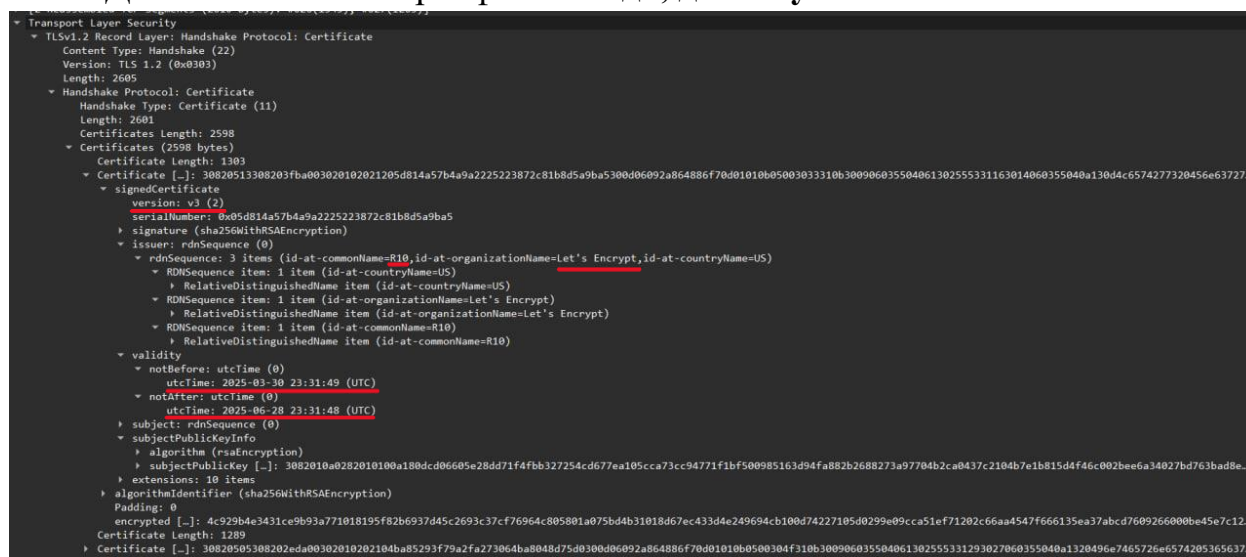 Transport Layer Security
TLSv1.2 Record Layer: Handshake Protocol: Certificate
Content Type: Handshake (22)
Version: TLS 1.2 (0x0303)
Length: 2605
Handshake Protocol: Certificate
Handshake Type: Certificate (11)
Length: 2601
Certificates Length: 2598
Certificates (2598 bytes)
Certificate Length: 1303
Certificate […]: 30820513308203fba003020102021205d814a57b4a9a2225223872c81b8d5a9ba5300d06092a864886f70d01010b05003033310b300906035504061302555331163014060355040a130d4c6574277320456e63727
signedCertificate
version: v3 (2)
serialNumber: 0x05d814a57b4a9a2225223872c81b8d5a9ba5
signature (sha256WithRSAEncryption)
issuer: rdnSequence (0)
rdnSequence: 3 items (id-at-commonName=R10,id-at-organizationName=Let's Encrypt,id-at-countryName=US)
RDNSequence item: 1 item (id-at-countryName=US)
RelativeDistinguishedName item (id-at-countryName=US)
RDNSequence item: 1 item (id-at-organizationName=Let's Encrypt)
RelativeDistinguishedName item (id-at-organizationName=Let's Encrypt)
RDNSequence item: 1 item (id-at-commonName=R10)
RelativeDistinguishedName item (id-at-commonName=R10)
validity
notBefore: utcTime (0)
utcTime: 2025-03-30 23:31:49 (UTC)
notAfter: utcTime (0)
utcTime: 2025-06-28 23:31:48 (UTC)
subject: rdnSequence (0)
subjectPublicKeyInfo
algorithm (rsaEncryption)
subjectPublicKey […]: 3082010a0282010100a180dcd06605e28dd71f4fbb327254cd677ea105cca73cc94771f1bf500985163d94fa882b2688273a97704b2ca0437c2104b7e1b815d4f46c002bee6a34027bd763bad8e…
extensions: 10 items
algorithmIdentifier (sha256WithRSAEncryption)
Padding: 0
encrypted […]: 4c929b4e3431ce9b93a771018195f82b6937d45c2693c37cf76964c805801a075bd4b31018d67ec433d4e249694cb100d74227105d0299e09cca51ef71202c66aa4547f666135ea37abcd7609266000be45e7c12…
Certificate Length: 1289
Certificate […]: 30820505308202eda00302010202104ba85293f79a2fa273064ba8048d75d0300d06092a864886f70d01010b0500304f310b300906035504061302555331293027060355040a1320496e7465726e6574205365637